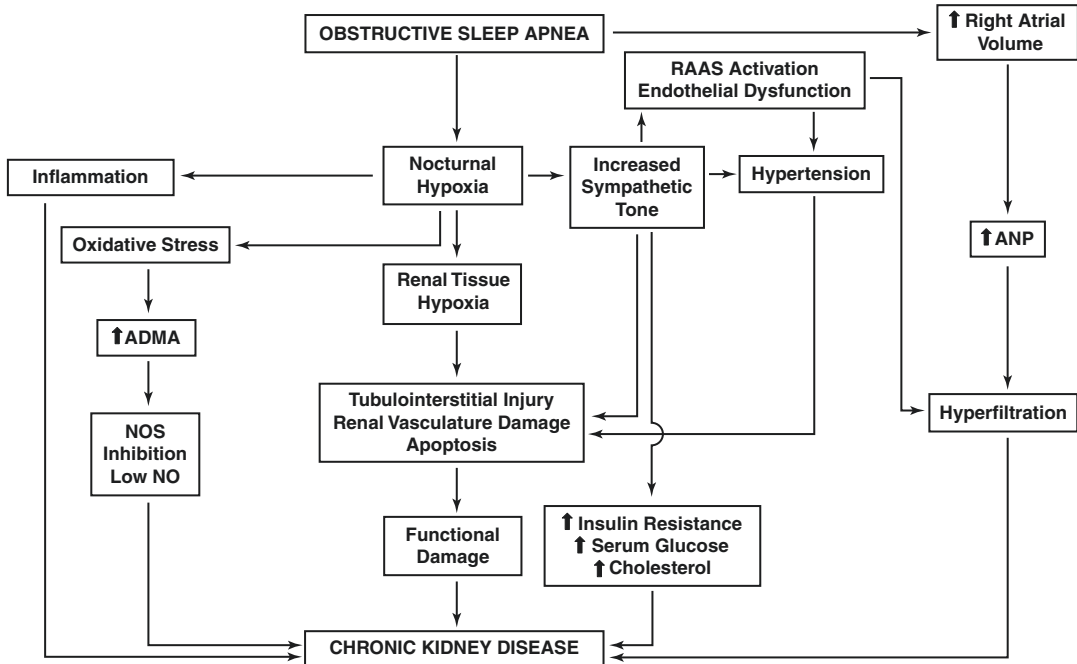 OBSTRUCTIVE SLEEP APNEA
⬆Right Atrial
Volume
RAAS Activation
Endothelial Dysfunction
Inflammation
Nocturnal
Hypoxia
Increased
Sympathetic
Tone
Hypertension
Oxidative Stress
⬆ANP
Renal Tissue
Hypoxia
⬆ADMA
Tubulointerstitial Injury
Renal Vasculature Damage
Apoptosis
Hyperfiltration
NOS
Inhibition
Low NO
Functional
Damage
⬆Insulin Resistance
⬆Serum Glucose
⬆Cholesterol
CHRONIC KIDNEY DISEASE